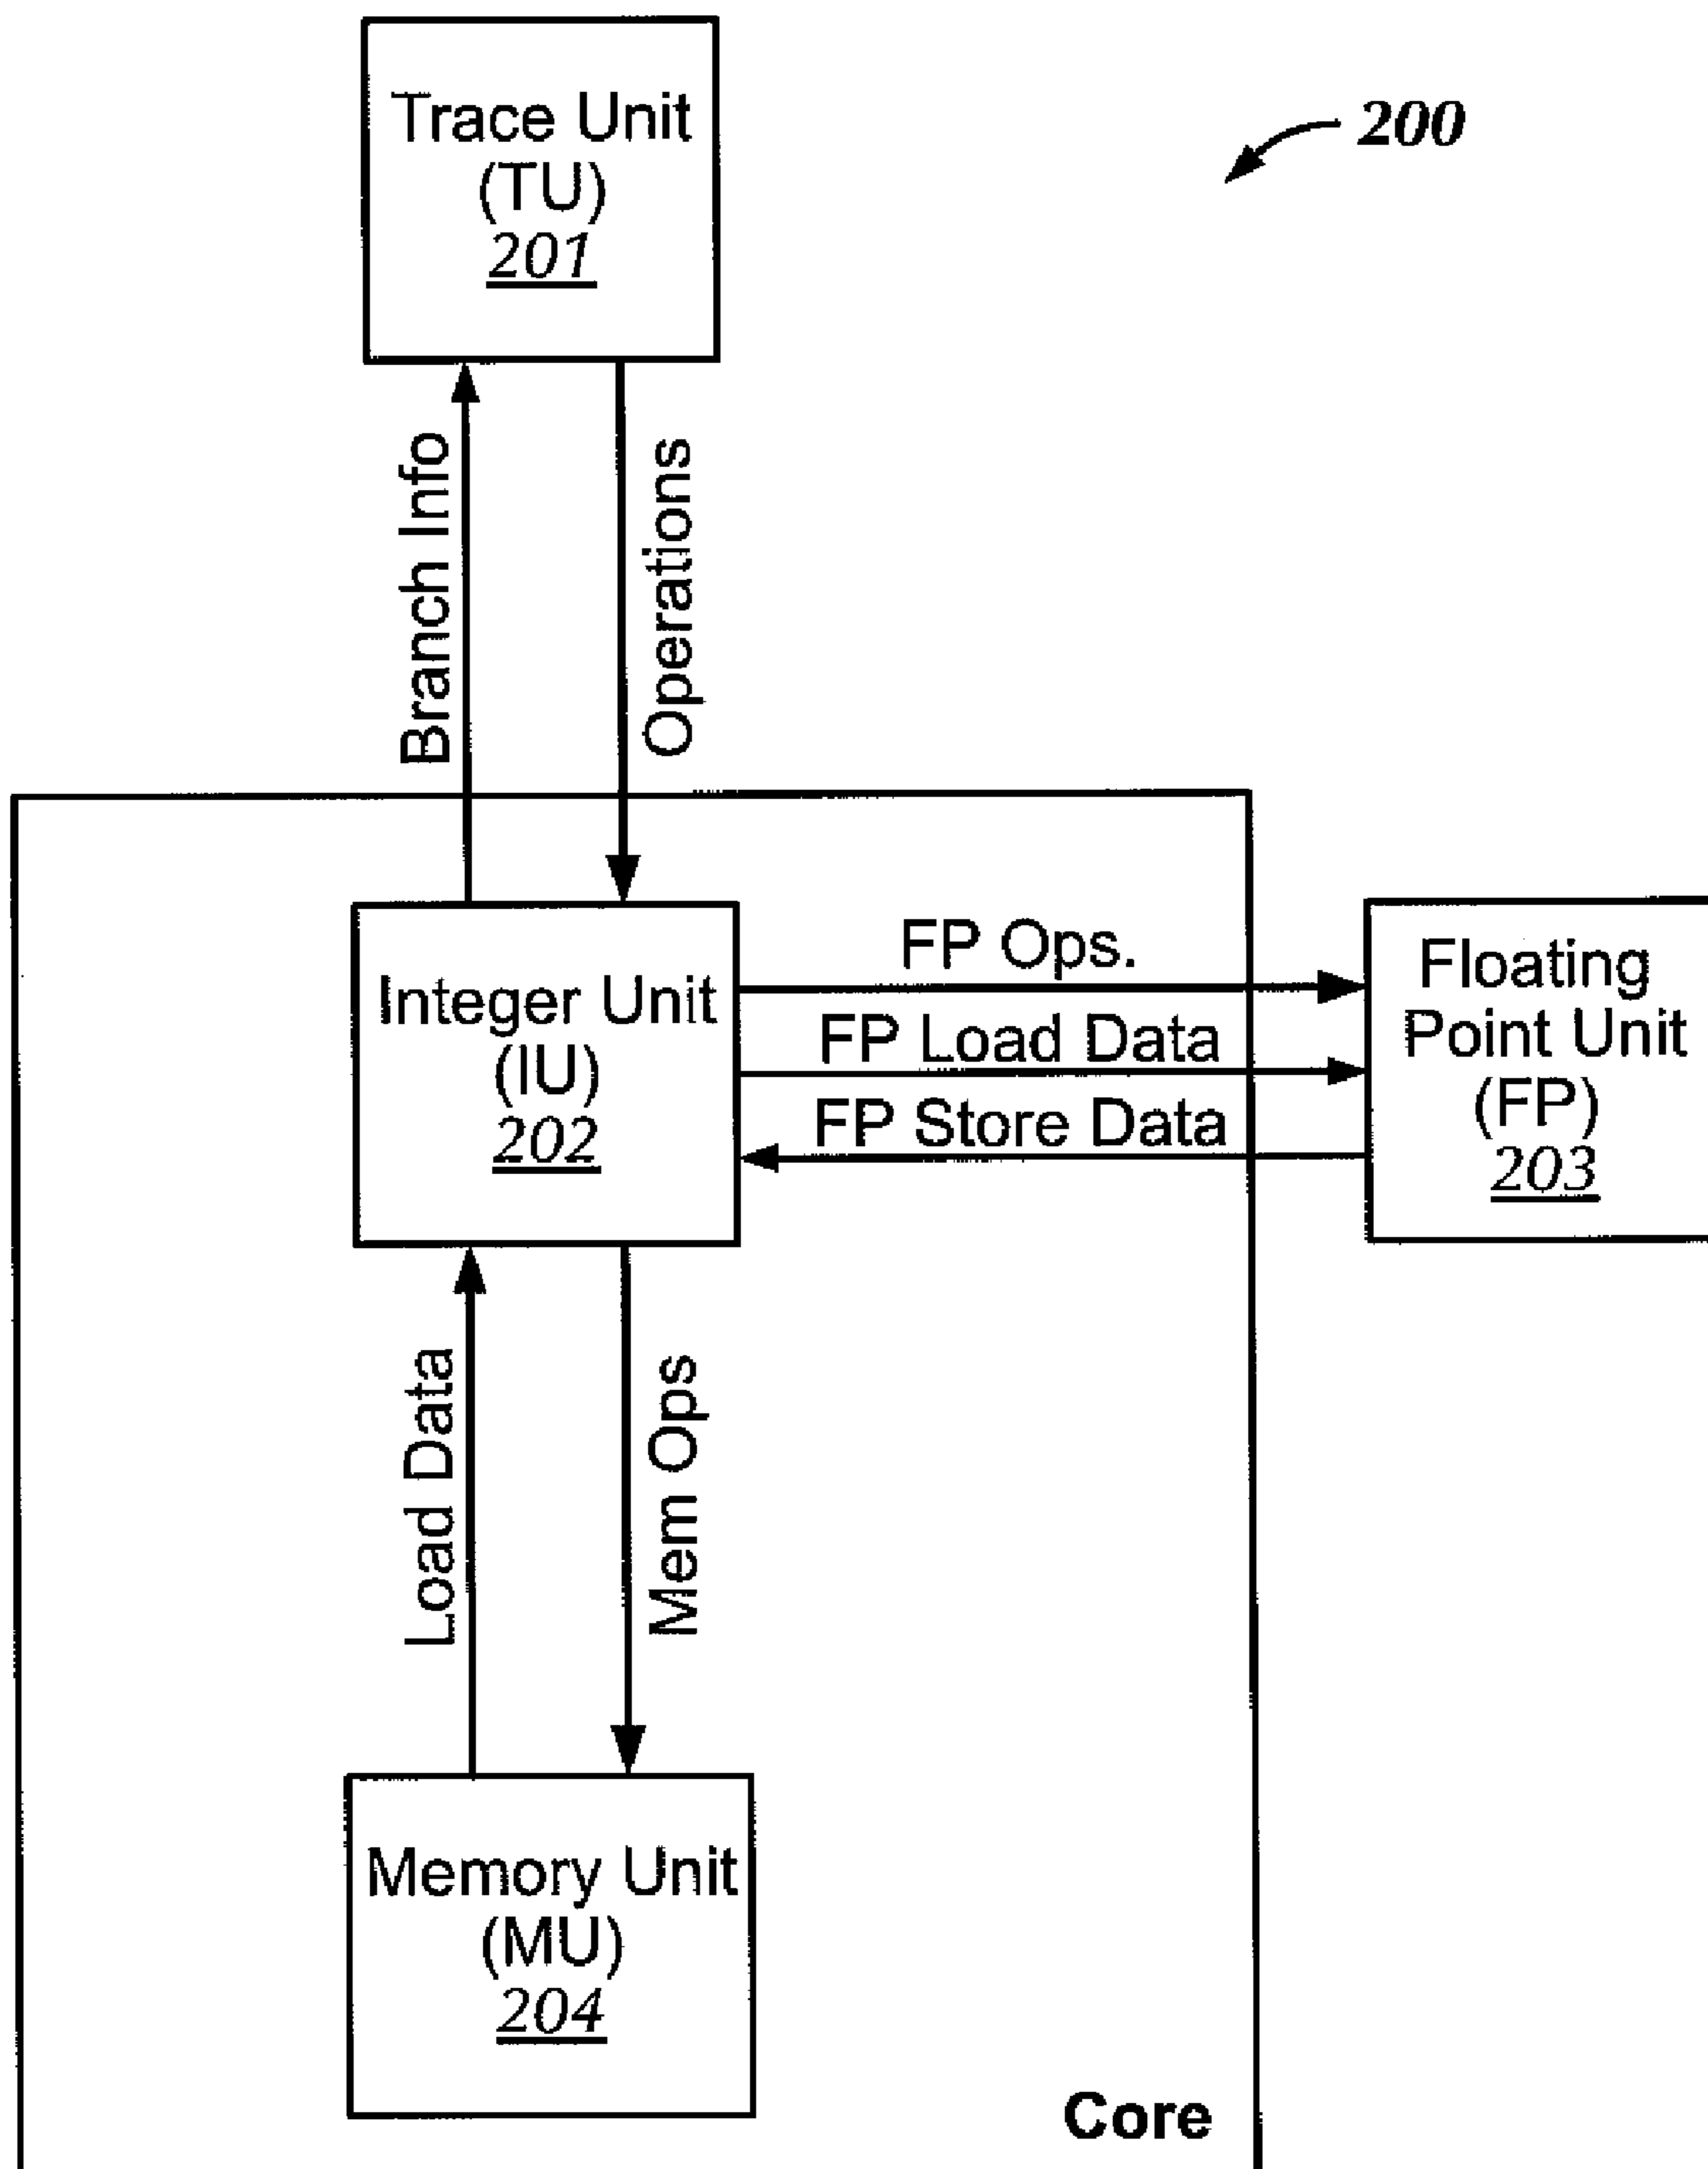 Trace Unit
(TU)
201
200
Branch Info
Operations
Integer Unit
(IU)
202
FP Ops.
FP Load Data
FP Store Data
Floating
Point Unit
(FP)
203
Load Data
Mem Ops
Memory Unit
(MU)
204
Core